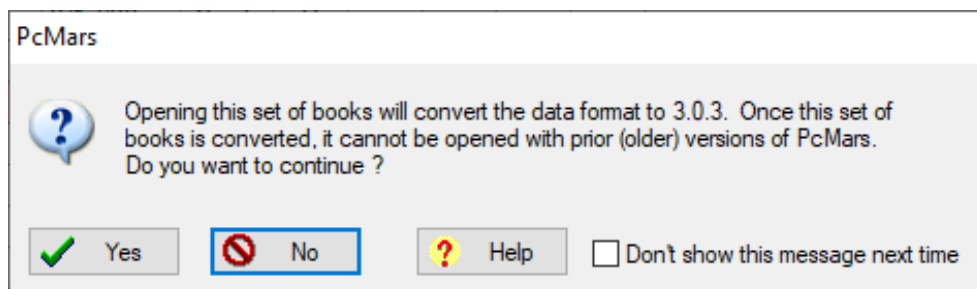 PcMars
Opening this set of books will convert the data format to 3.0.3.  Once this set of
books is converted, it cannot be opened with prior (older) versions of PcMars.
Do you want to continue ?
Yes
No
Help
Don't show this message next time